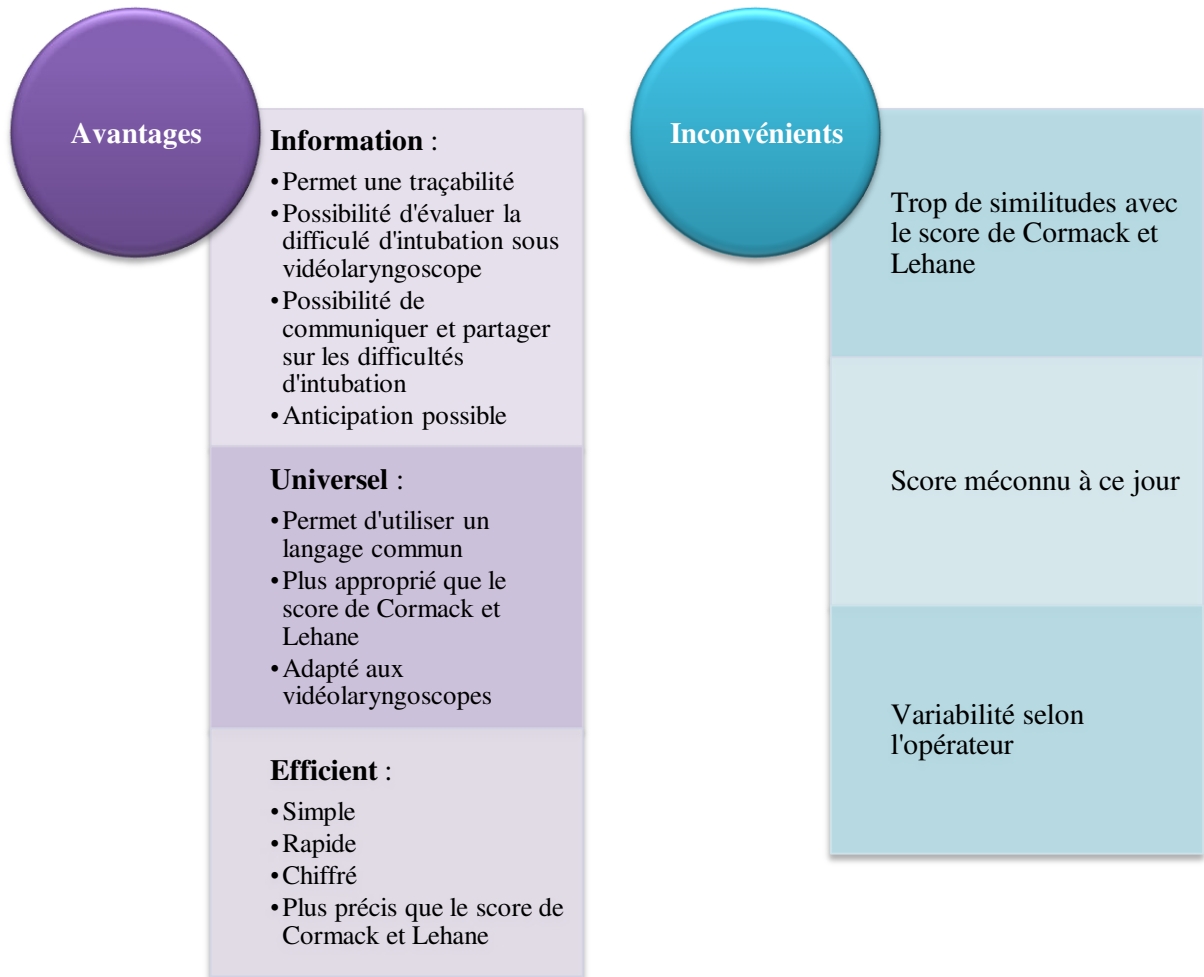 Avantages
Information :
•Permet une traçabilité
•Possibilité d'évaluer la
difficulé d'intubation sous
vidéolaryngoscope
•Possibilité de
communiquer et partager
sur les difficultés
d'intubation
•Anticipation possible
Universel :
•Permet d'utiliser un
langage commun
•Plus approprié que le
score de Cormack et
Lehane
•Adapté aux
vidéolaryngoscopes
Efficient :
•Simple
•Rapide
•Chiffré
•Plus précis que le score de
Cormack et Lehane
Inconvénients
Trop de similitudes avec
le score de Cormack et
Lehane
Score méconnu à ce jour
Variabilité selon
l'opérateur